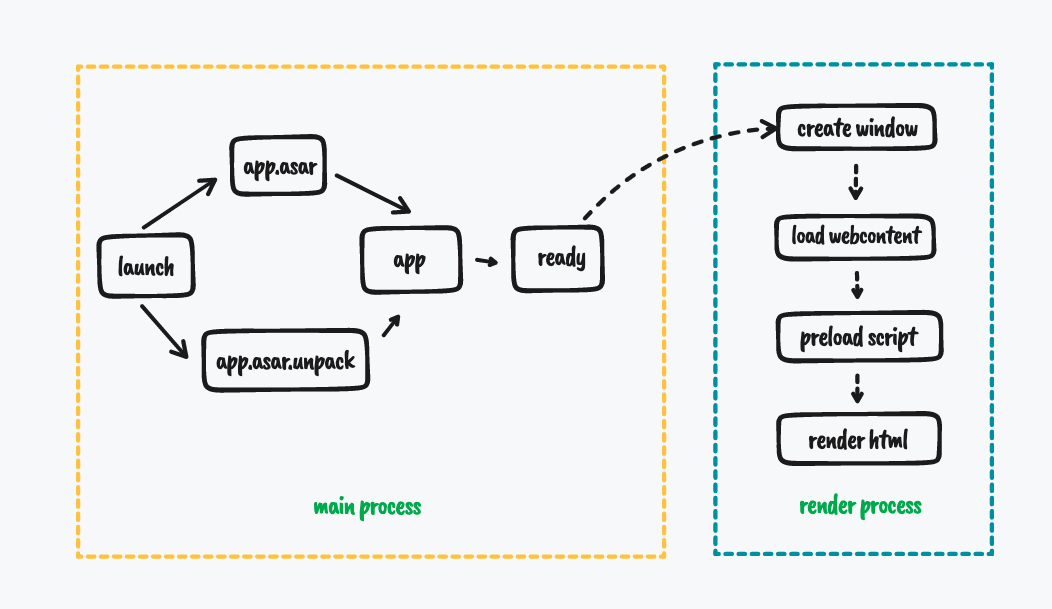 app.asar
launch
app
ready
app.asar.unpack
main process
create window
load webcontent
preload script
render html
render process